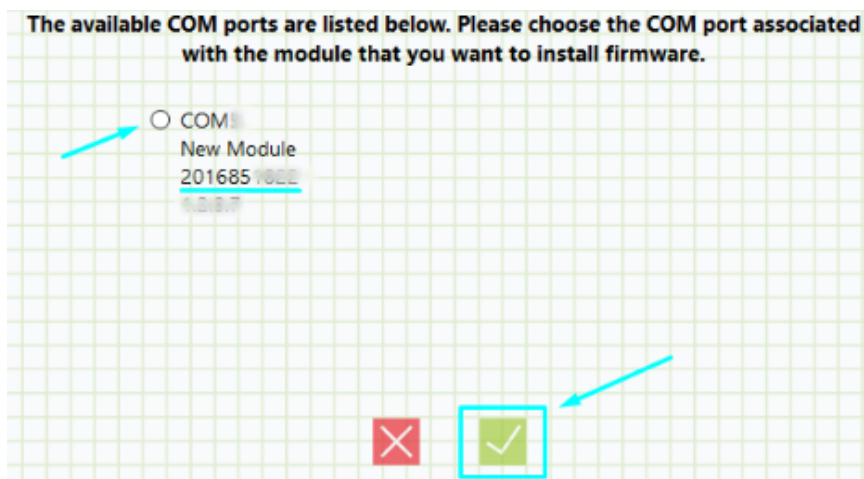 The available COM ports are listed below. Please choose the COM port associated
with the module that you want to install firmware.
COM
New Module
201685